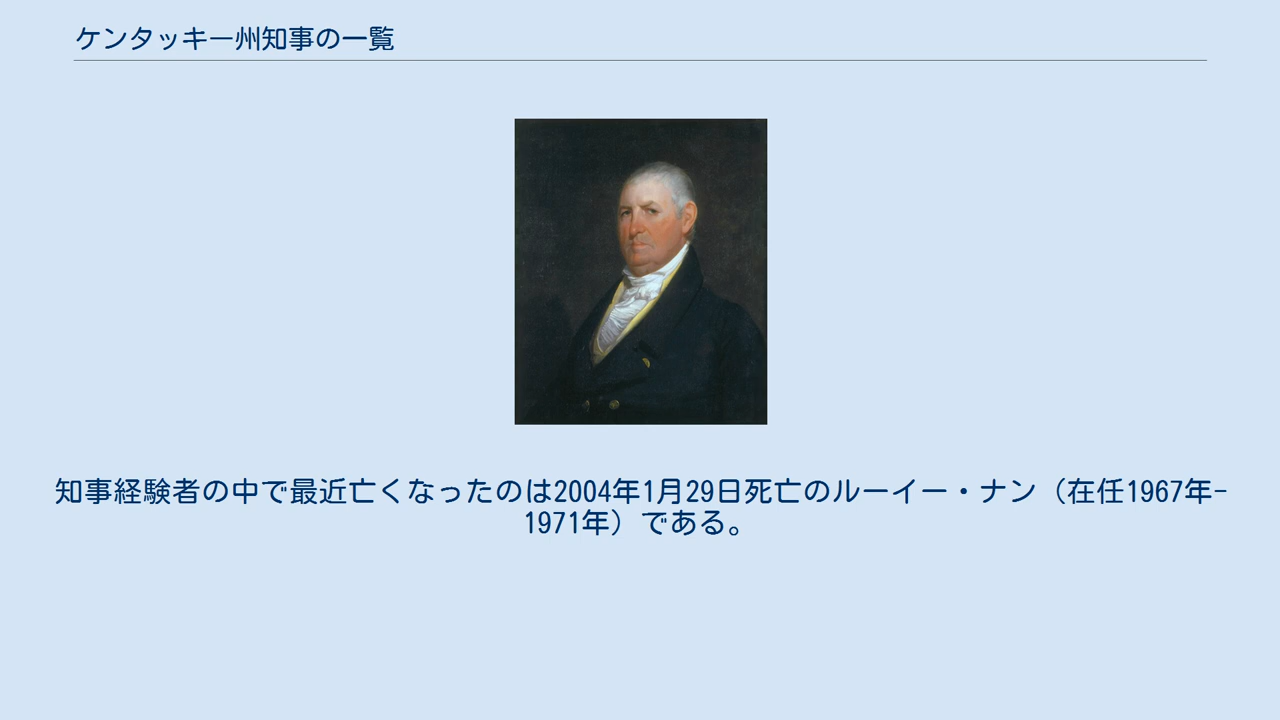 ケンタッキー州知事の一覧
知事経験者の中で最近亡くなったのは2004年1月29日死亡のルーイー・ナン（在任1967年-
1971年）である。